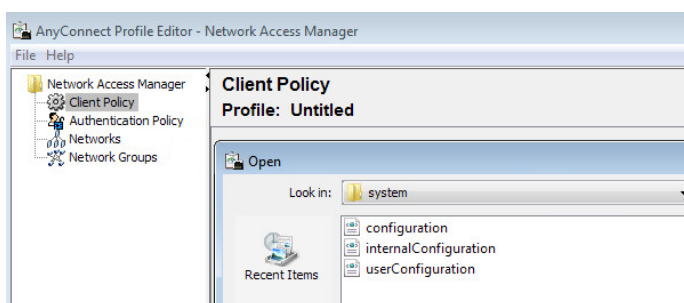 AnyConnect Profile Editor - Network Access Manager
File Help
Network Access Manager
Client Policy
Authentication Policy
Networks
Network Groups
Client Policy
Profile: Untitled
Open
Look in: system
Recent Items
configuration
internalConfiguration
userConfiguration